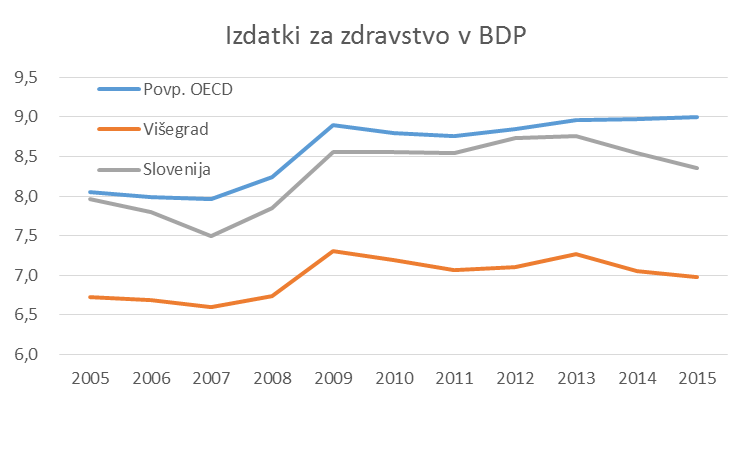 Izdatki za zdravstvo v BDP
9,5
Povp. OECD
9,0
Višegrad
8,5
Slovenija
8,0
7,5
7,0
6,5
6,0
2005 2006 2007 2008 2009 2010 2011 2012 2013 2014 2015